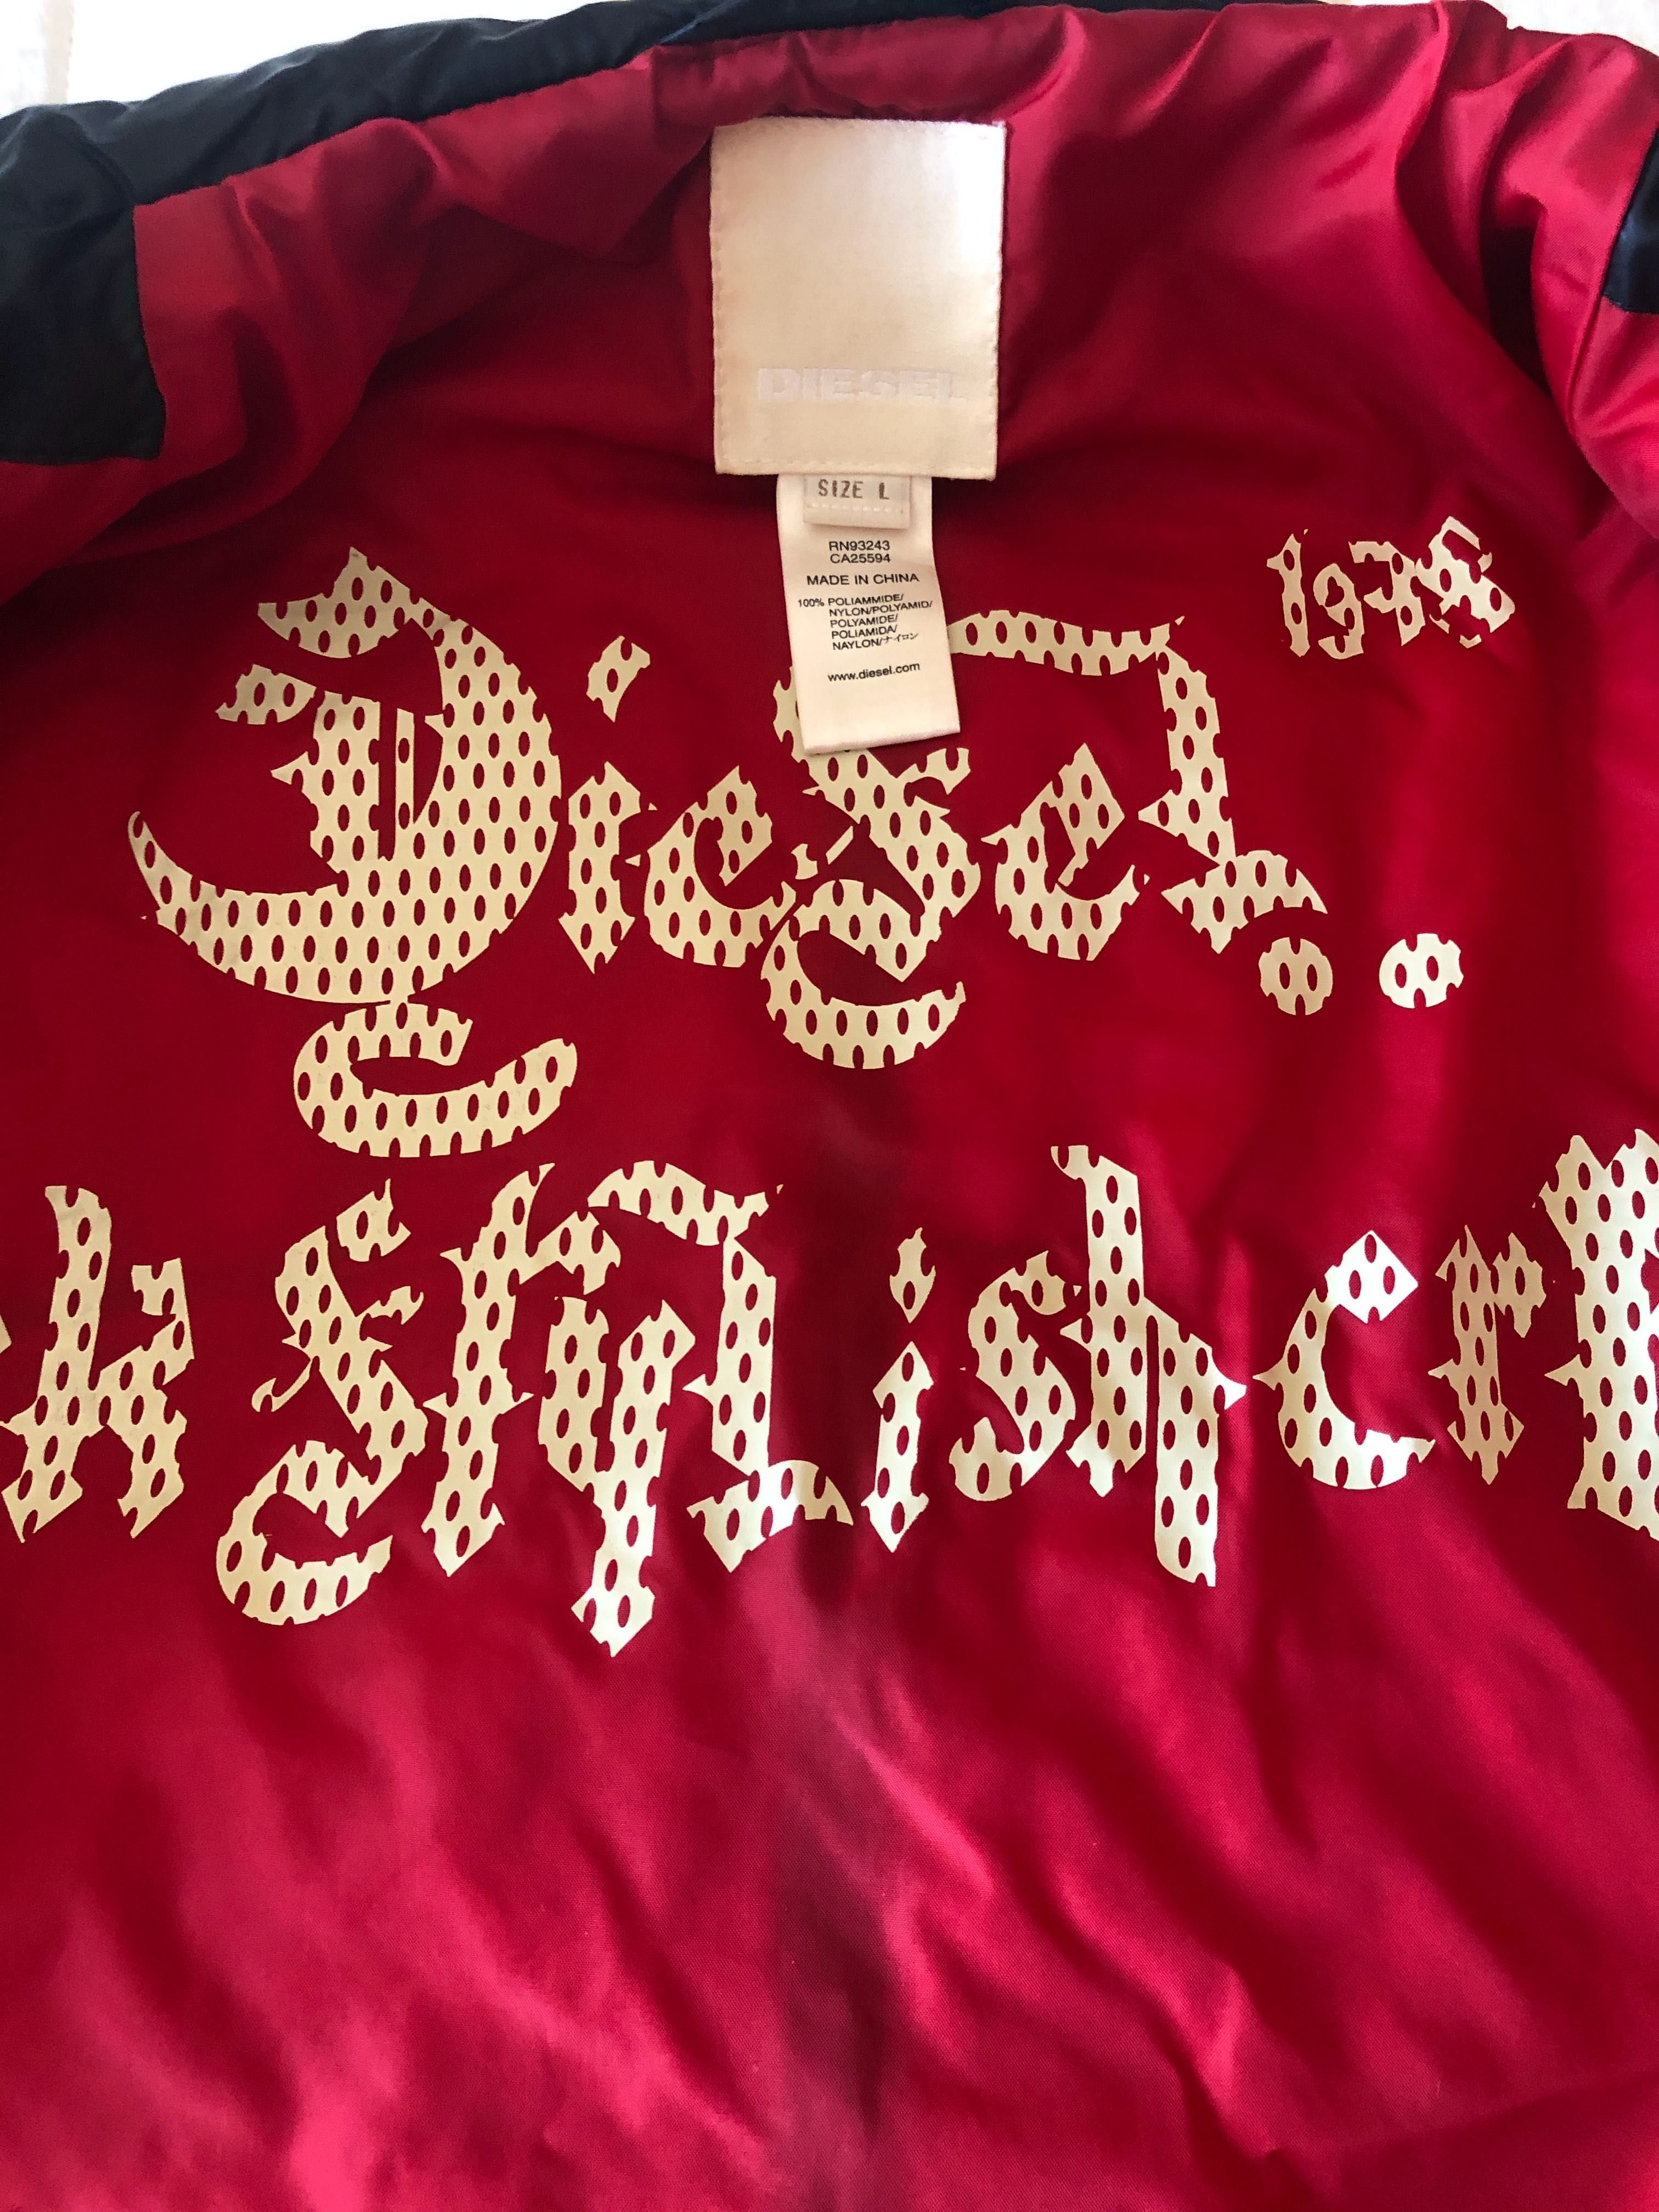 DIESEL
SIZE L
RN93243
CA25594
MADE IN CHINA
100% POLIAMMIDE/
NYLON/POLYAMID/
POLYAMIDE/
POLIAMIDA/
NAYLON/ナイロン
www.diesel.com
1978
Diesel..